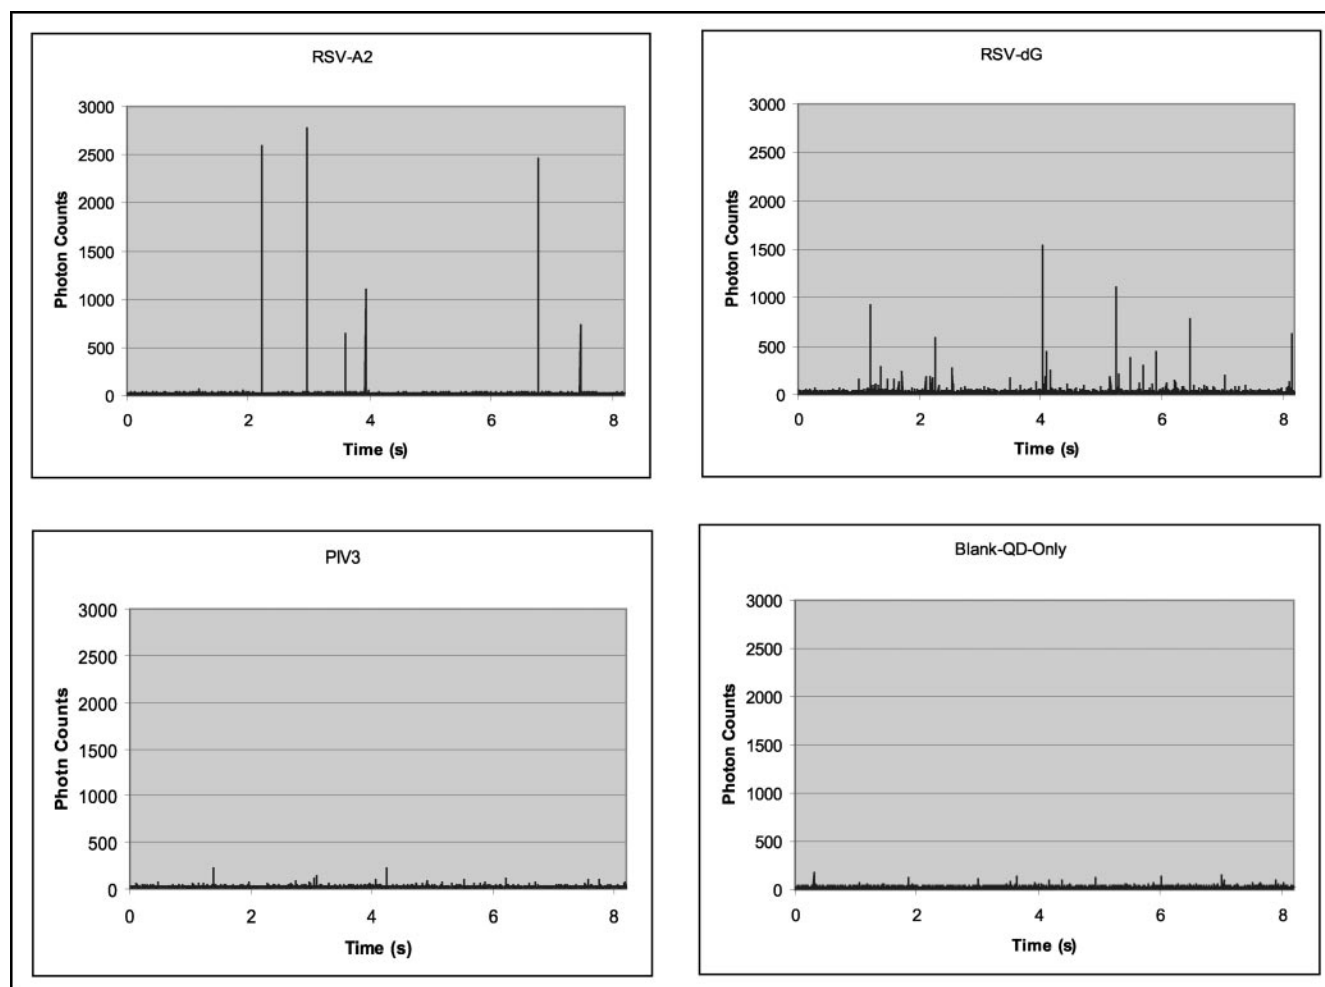 RSV-A2
3000
2500
2000
1500
1000
500
0
Photon Counts
0 2 4 6 8
Time (s)
RSV-dG
3000
2500
2000
1500
1000
500
0
Photon Counts
0 2 4 6 8
Time (s)
PIV3
3000
2500
2000
1500
1000
500
0
Photn Counts
0 2 4 6 8
Time (s)
Blank-QD-Only
3000
2500
2000
1500
1000
500
0
Photon Counts
0 2 4 6 8
Time (s)